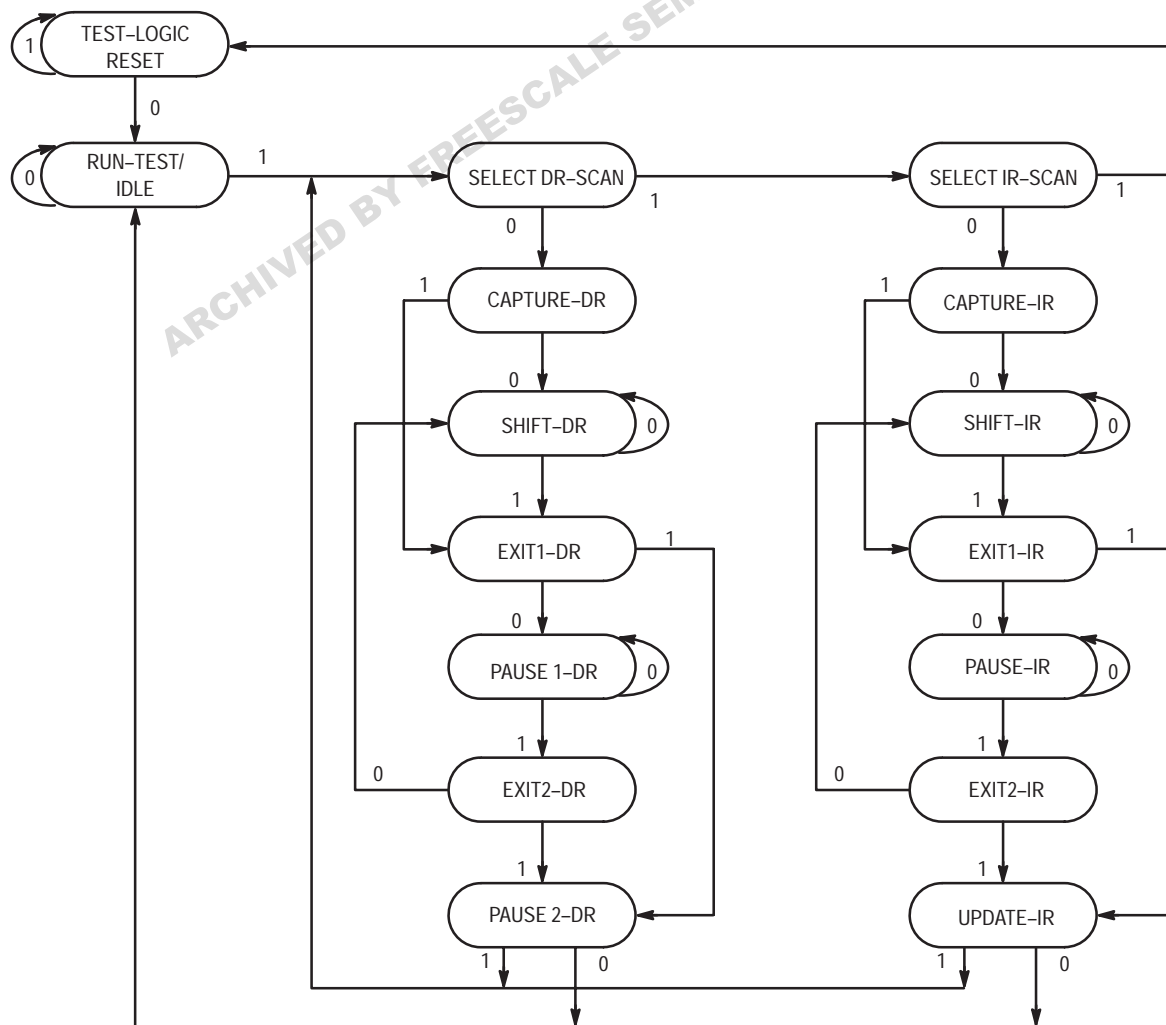 ARCHIVED BY FREESCALE SEM
TEST–LOGIC
RESET
1
0
RUN–TEST/
IDLE
0
1
SELECT DR–SCAN
1
SELECT IR–SCAN
1
0
0
1
CAPTURE–DR
1
CAPTURE–IR
0
0
SHIFT–DR
0
SHIFT–IR
0
1
1
EXIT1–DR
1
EXIT1–IR
1
0
0
PAUSE 1–DR
0
PAUSE–IR
0
1
1
0
EXIT2–DR
0
EXIT2–IR
1
1
PAUSE 2–DR
UPDATE–IR
1
0
1
0